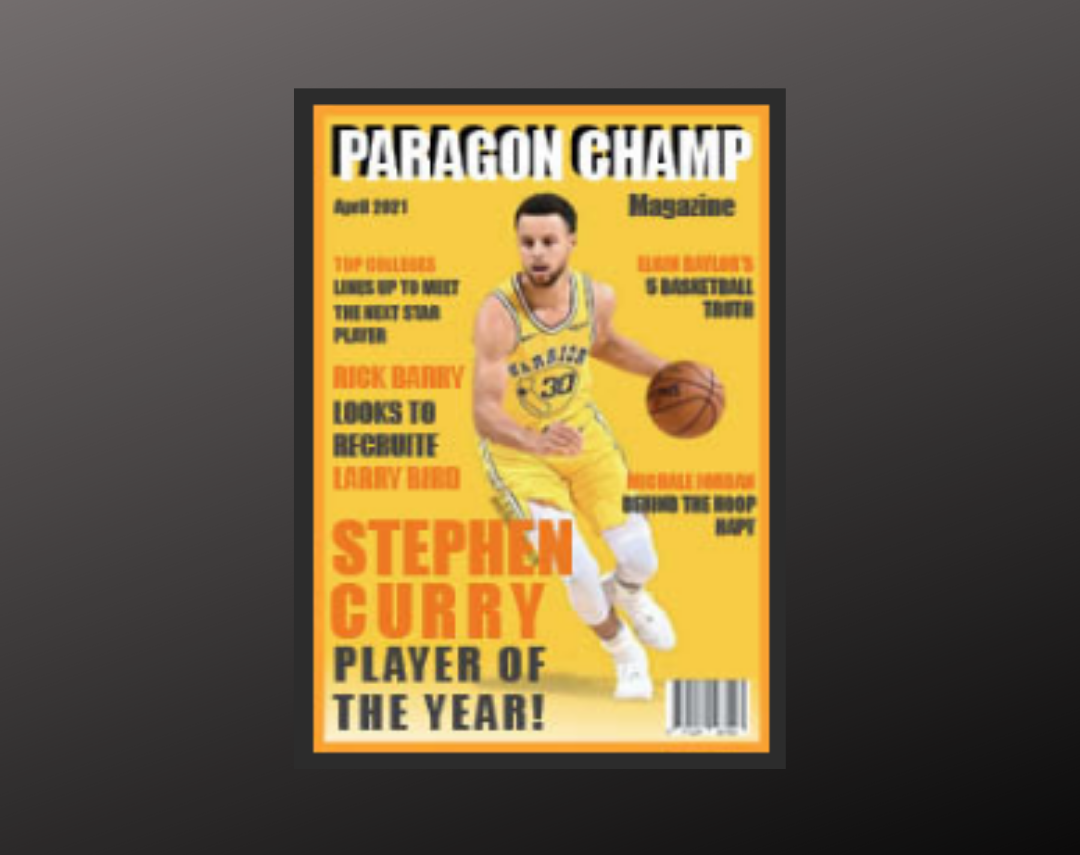 PARAGON CHAMP
April 2021
Magazine
TOP COLLEGES
LINES UP TO MEET
THE NEXT STAR
PLAYER
ELGIN BAYLOR'S
5 BASKETBALL
TRUTH
RICK BARRY
LOOKS TO
RECRUITE
LARRY BIRD
WARRIORS
30
MICHALE JORDAN
BEHIND THE HOOP
STEPHEN
CURRY
PLAYER OF
THE YEAR!